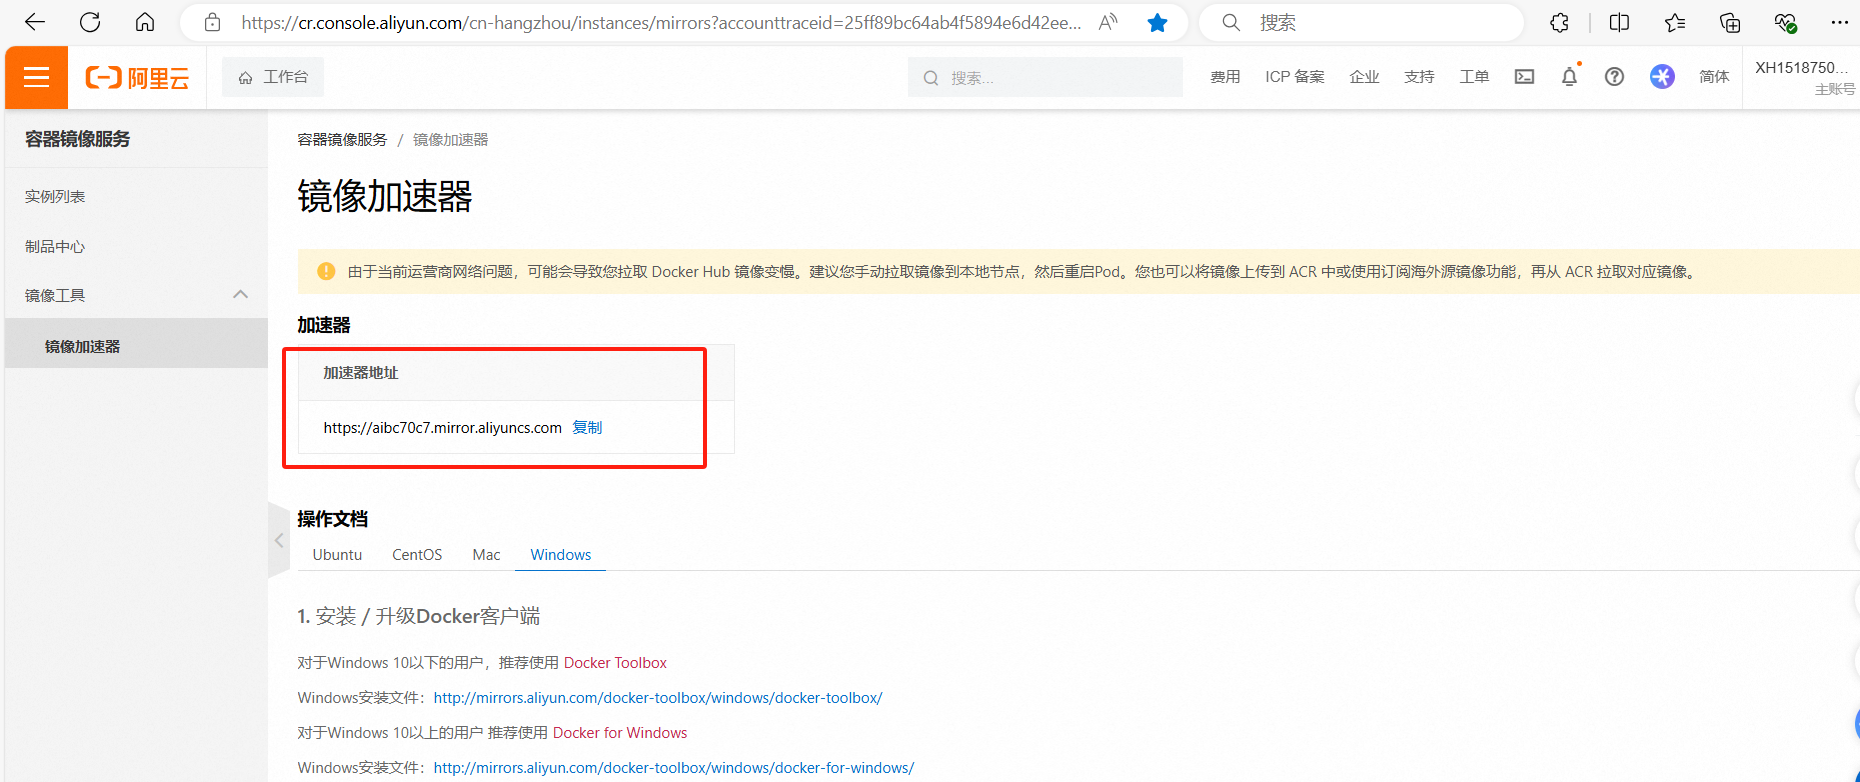 https://cr.console.aliyun.com/cn-hangzhou/instances/mirrors?accounttraceid=25ff89bc64ab4f5894e6d42ee...
搜索
阿里云
工作台
搜索...
费用
ICP 备案
企业
支持
工单
简体
XH1518750...
主账号
容器镜像服务
实例列表
制品中心
镜像工具
镜像加速器
容器镜像服务 / 镜像加速器
镜像加速器
由于当前运营商网络问题，可能会导致您拉取 Docker Hub 镜像变慢。建议您手动拉取镜像到本地节点，然后重启Pod。您也可以将镜像上传到 ACR 中或使用订阅海外源镜像功能，再从 ACR 拉取对应镜像。
加速器
加速器地址
https://aibc70c7.mirror.aliyuncs.com 复制
操作文档
Ubuntu CentOS Mac Windows
1. 安装 / 升级Docker客户端
对于Windows 10以下的用户，推荐使用 Docker Toolbox
Windows安装文件：http://mirrors.aliyun.com/docker-toolbox/windows/docker-toolbox/
对于Windows 10以上的用户 推荐使用 Docker for Windows
Windows安装文件：http://mirrors.aliyun.com/docker-toolbox/windows/docker-for-windows/